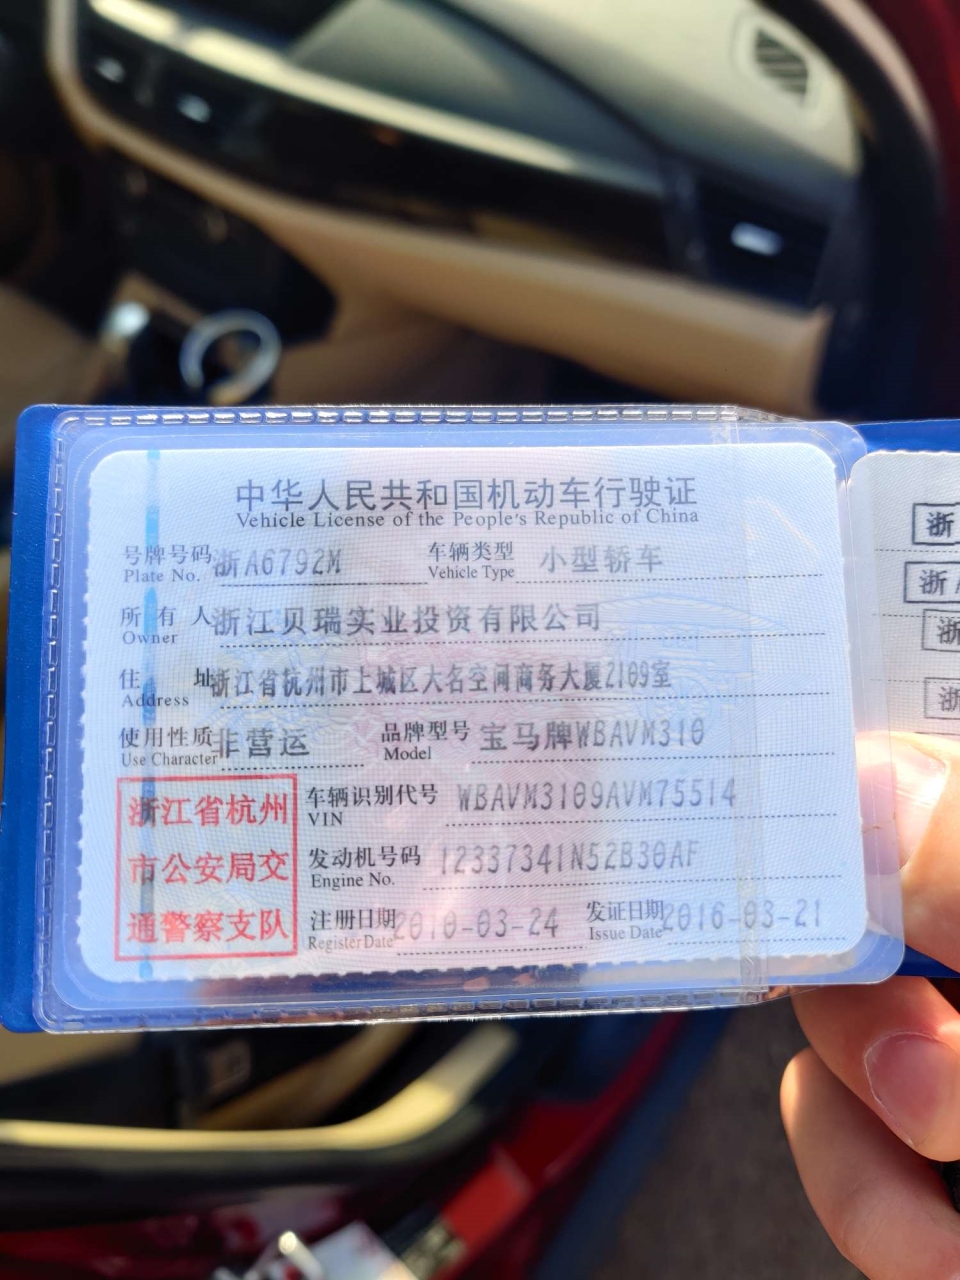 中华人民共和国机动车行驶证
Vehicle License of the People's Republic of China
号牌号码 浙A6792M 车辆类型 小型轿车
Plate No. Vehicle Type
所有人 浙江贝瑞实业投资有限公司
Owner
住址 浙江省杭州市上城区大名空间商务大厦2109室
Address
使用性质 非营运 品牌型号 宝马牌WBAVM310
Use Character Model
浙江省杭州
市公安局交
通警察支队
车辆识别代号 WBAVM3109AVM75514
VIN
发动机号码 12337341N52B30AF
Engine No.
注册日期 2010-03-24 发证日期 2016-03-21
Register Date Issue Date
浙
浙A
浙
浙